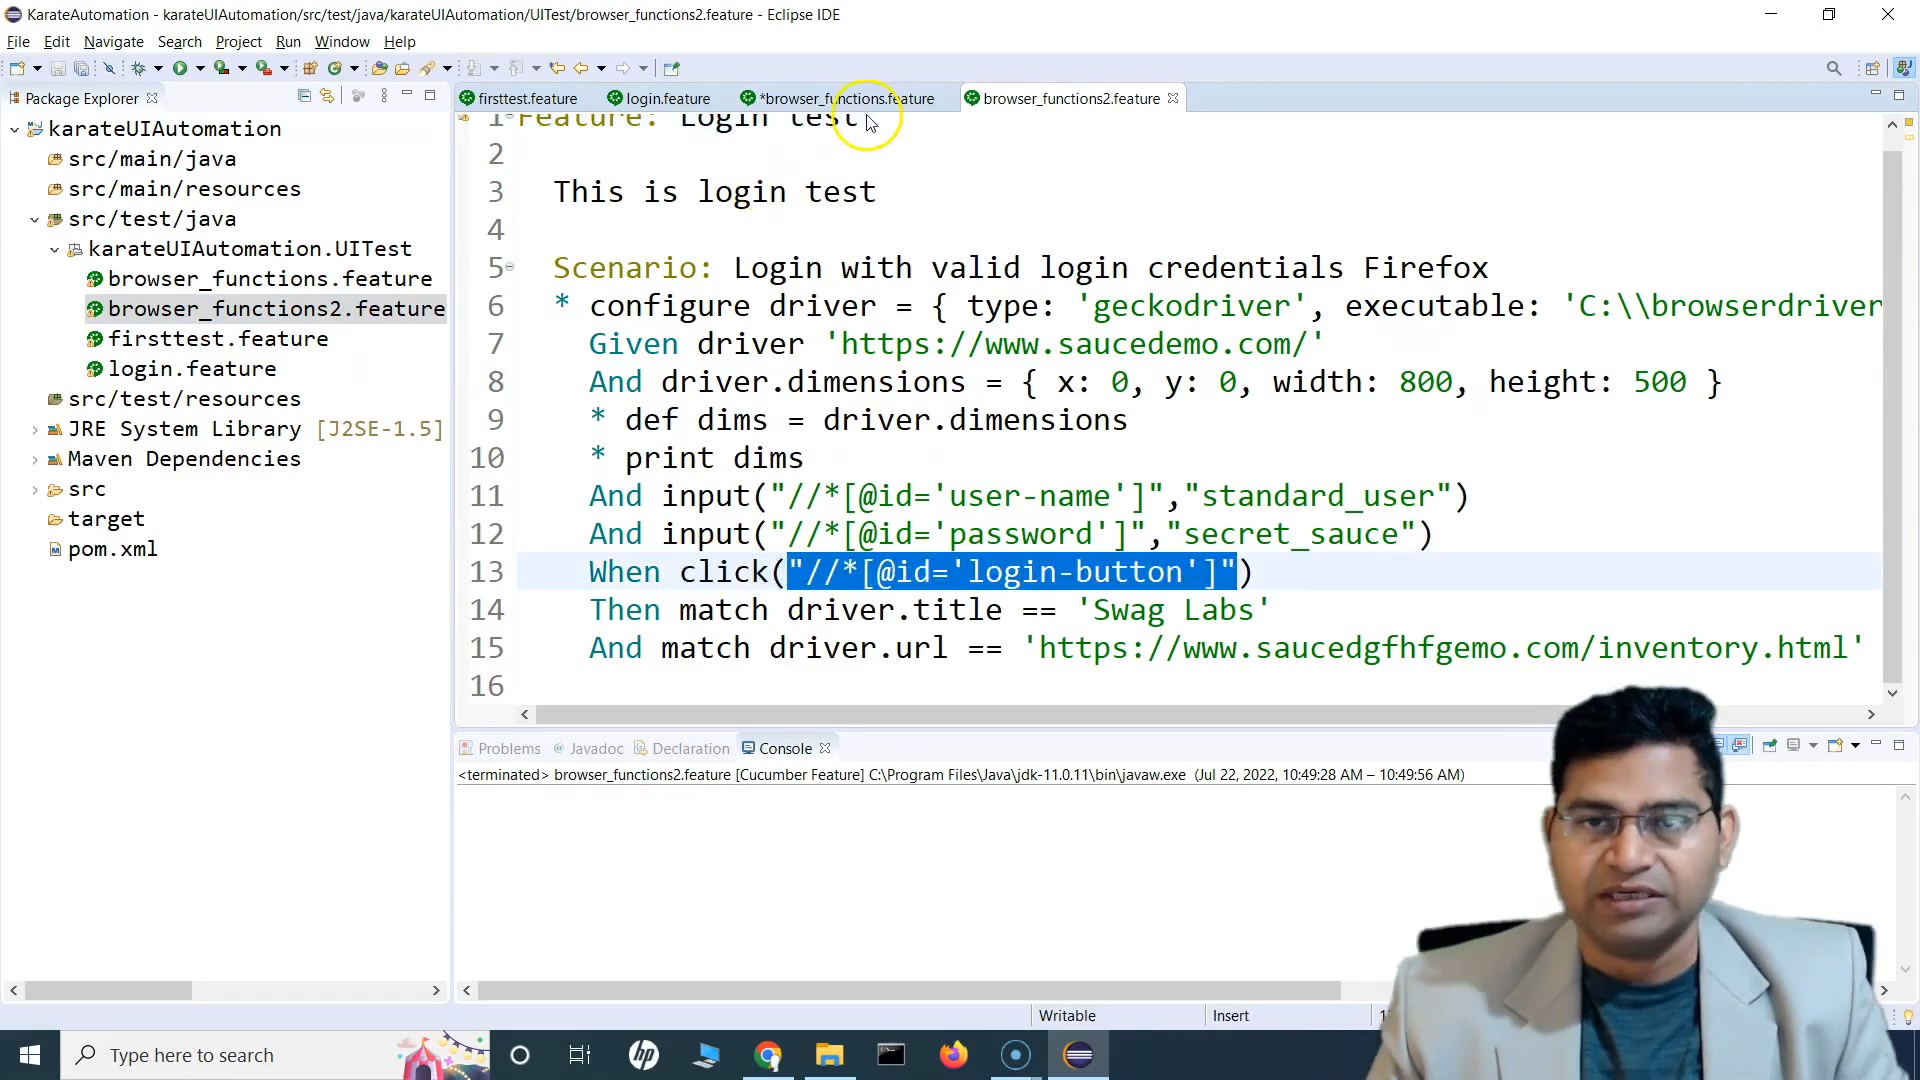 KarateAutomation - karateUIAutomation/src/test/java/karateUIAutomation/UITest/browser_functions2.feature - Eclipse IDE
File Edit Navigate Search Project Run Window Help
Package Explorer
firsttest.feature login.feature *browser_functions.feature browser_functions2.feature
karateUIAutomation
src/main/java
src/main/resources
src/test/java
karateUIAutomation.UITest
browser_functions.feature
browser_functions2.feature
firsttest.feature
login.feature
src/test/resources
JRE System Library [J2SE-1.5]
Maven Dependencies
src
target
pom.xml
1 Feature: Login test
2
3 This is login test
4
5 Scenario: Login with valid login credentials Firefox
6 * configure driver = { type: 'geckodriver', executable: 'C:\\browserdriver
7 Given driver 'https://www.saucedemo.com/'
8 And driver.dimensions = { x: 0, y: 0, width: 800, height: 500 }
9 * def dims = driver.dimensions
10 * print dims
11 And input("//*[@id='user-name']","standard_user")
12 And input("//*[@id='password']","secret_sauce")
13 When click("//*[@id='login-button']")
14 Then match driver.title == 'Swag Labs'
15 And match driver.url == 'https://www.saucedgfhfgemo.com/inventory.html'
16
Problems Javadoc Declaration Console
<terminated> browser_functions2.feature [Cucumber Feature] C:\Program Files\Java\jdk-11.0.11\bin\javaw.exe (Jul 22, 2022, 10:49:28 AM – 10:49:56 AM)
Writable Insert
Type here to search
hp